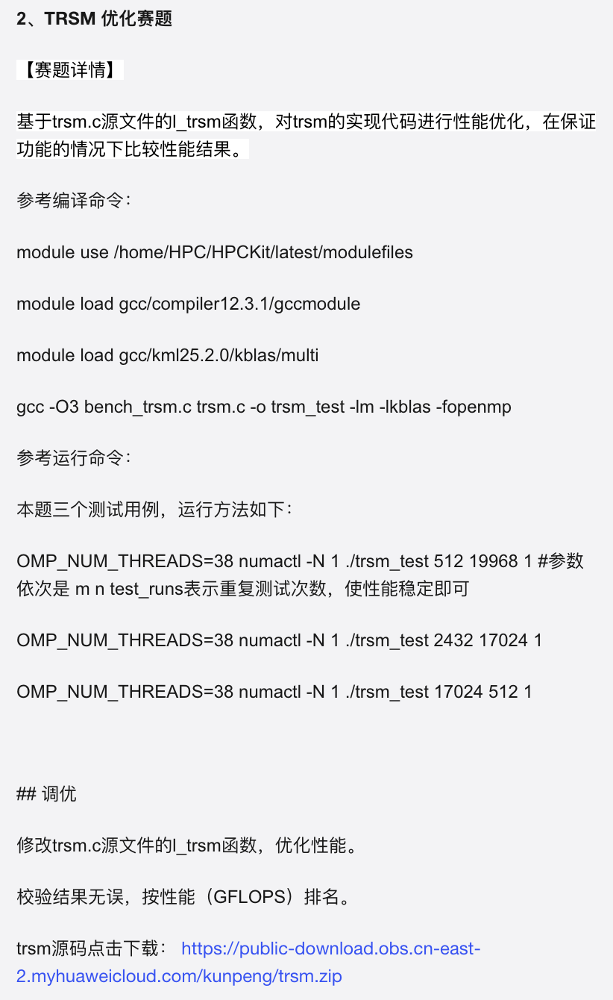 2、TRSM 优化赛题
【赛题详情】
基于trsm.c源文件的l_trsm函数，对trsm的实现代码进行性能优化，在保证
功能的情况下比较性能结果。
参考编译命令：
module use /home/HPC/HPCKit/latest/modulefiles
module load gcc/compiler12.3.1/gccmodule
module load gcc/kml25.2.0/kblas/multi
gcc -O3 bench_trsm.c trsm.c -o trsm_test -lm -lkblas -fopenmp
参考运行命令：
本题三个测试用例，运行方法如下：
OMP_NUM_THREADS=38 numactl -N 1 ./trsm_test 512 19968 1 #参数
依次是 m n test_runs表示重复测试次数，使性能稳定即可
OMP_NUM_THREADS=38 numactl -N 1 ./trsm_test 2432 17024 1
OMP_NUM_THREADS=38 numactl -N 1 ./trsm_test 17024 512 1
## 调优
修改trsm.c源文件的l_trsm函数，优化性能。
校验结果无误，按性能（GFLOPS）排名。
trsm源码点击下载： https://public-download.obs.cn-east-
2.myhuaweicloud.com/kunpeng/trsm.zip